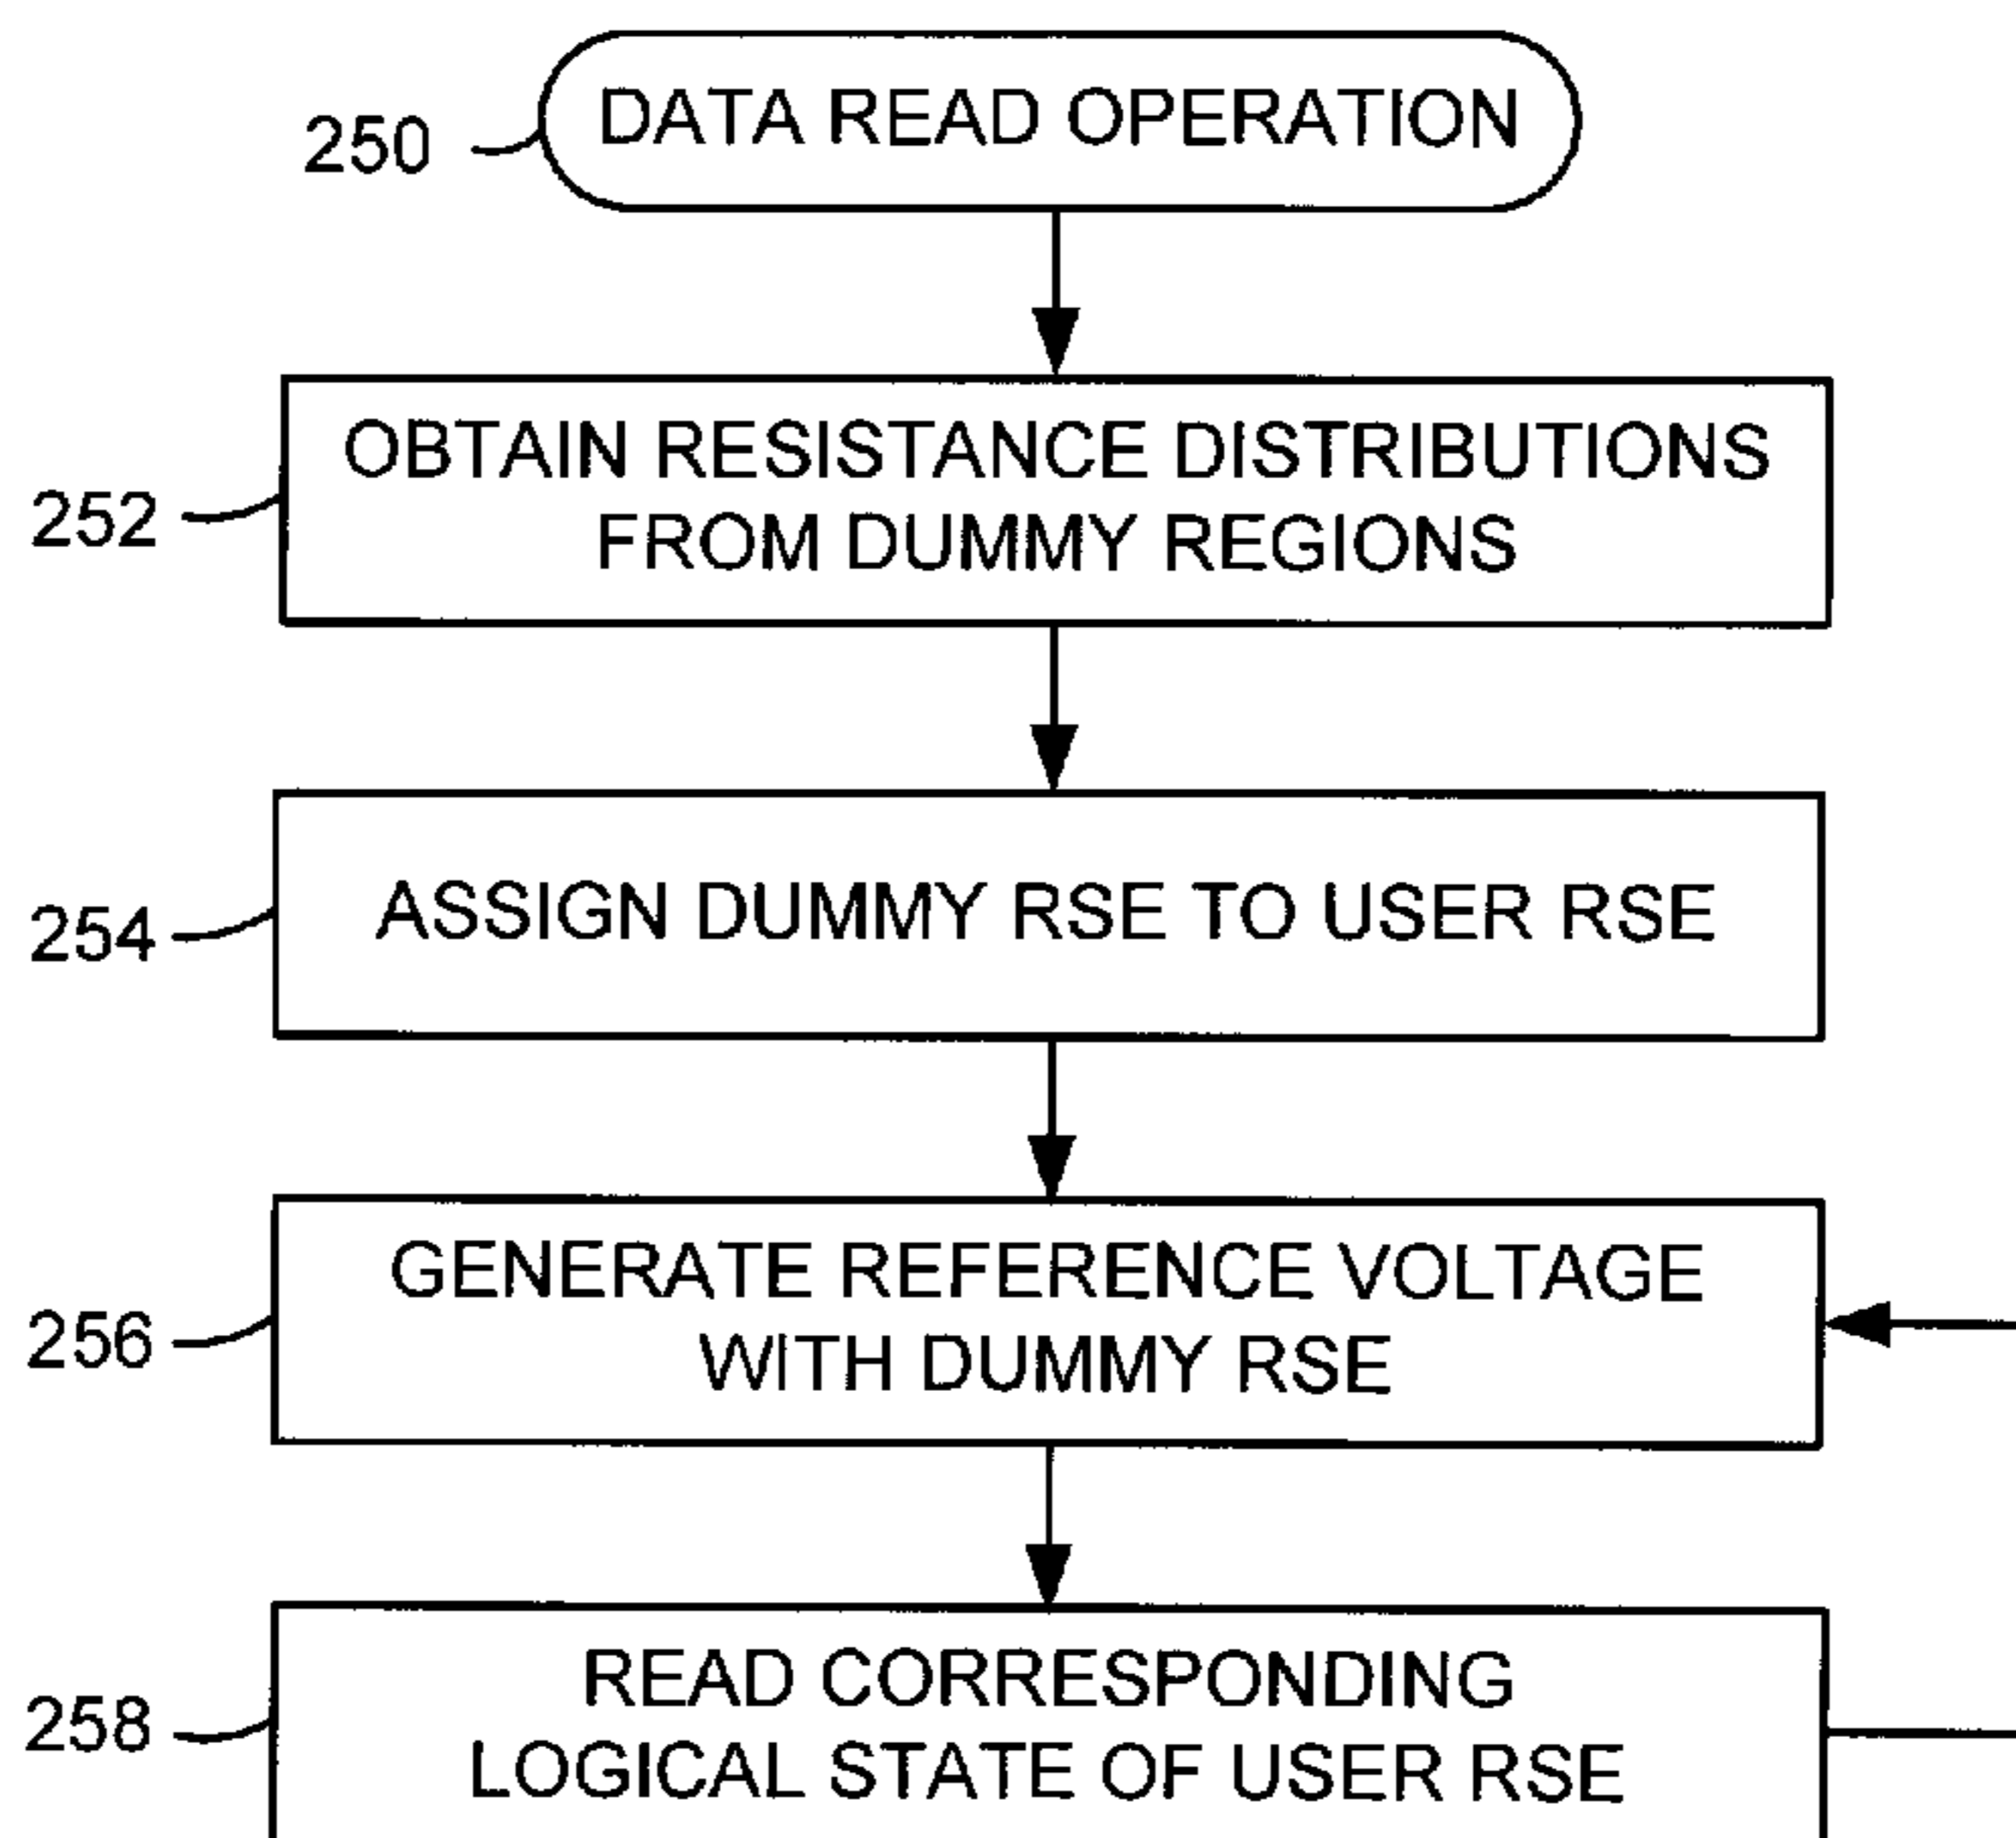 250
DATA READ OPERATION
252
OBTAIN RESISTANCE DISTRIBUTIONS
FROM DUMMY REGIONS
254
ASSIGN DUMMY RSE TO USER RSE
256
GENERATE REFERENCE VOLTAGE
WITH DUMMY RSE
258
READ CORRESPONDING
LOGICAL STATE OF USER RSE